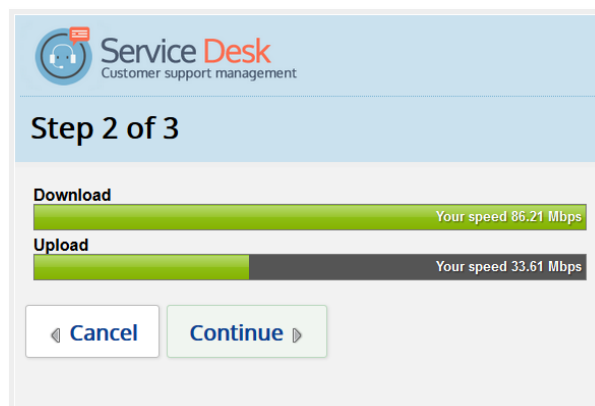 Service Desk
Customer support management
Step 2 of 3
Download
Your speed 86.21 Mbps
Upload
Your speed 33.61 Mbps
Cancel
Continue